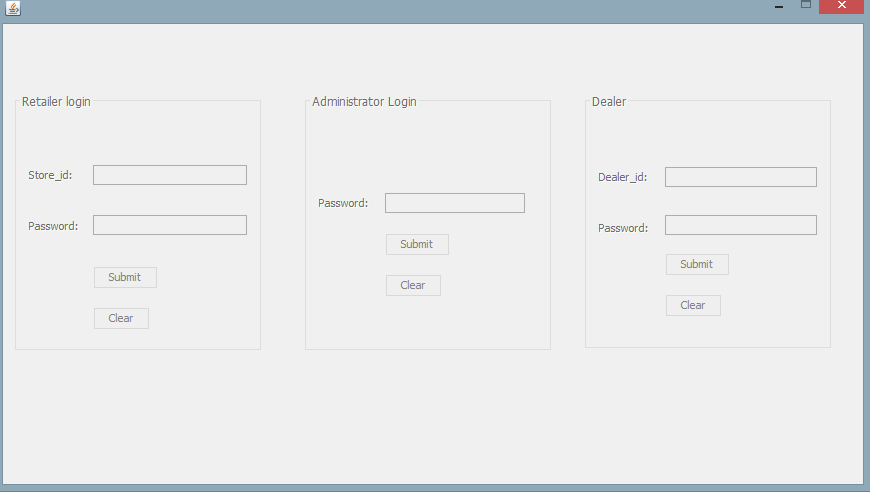 Retailer login
Store_id:
Password:
Submit
Clear
Administrator Login
Password:
Submit
Clear
Dealer
Dealer_id:
Password:
Submit
Clear